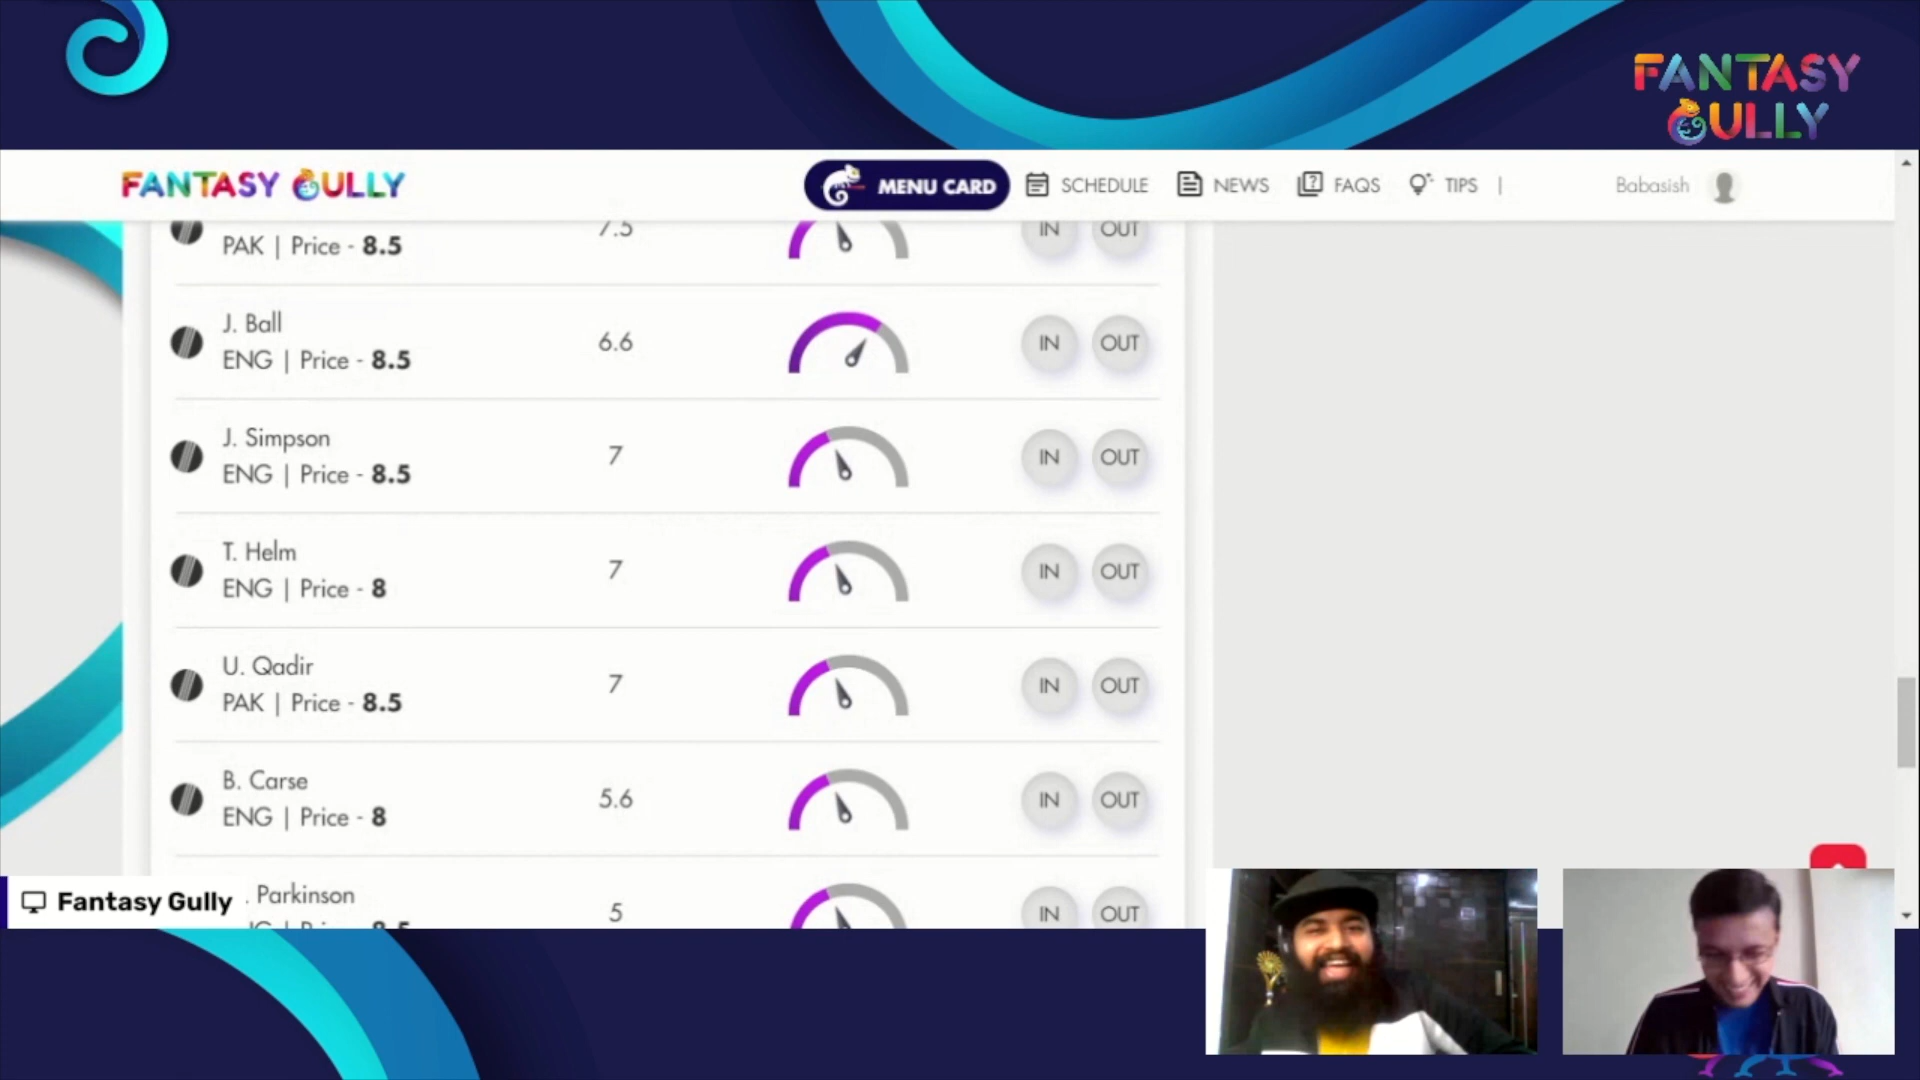 FANTASY
GULLY
FANTASY GULLY
MENU CARD
SCHEDULE
NEWS
FAQS
TIPS |
Babasish
PAK | Price - 8.5
7.5
IN
OUT
J. Ball
ENG | Price - 8.5
6.6
IN
OUT
J. Simpson
ENG | Price - 8.5
7
IN
OUT
T. Helm
ENG | Price - 8
7
IN
OUT
U. Qadir
PAK | Price - 8.5
7
IN
OUT
B. Carse
ENG | Price - 8
5.6
IN
OUT
. Parkinson
5
IN
OUT
Fantasy Gully